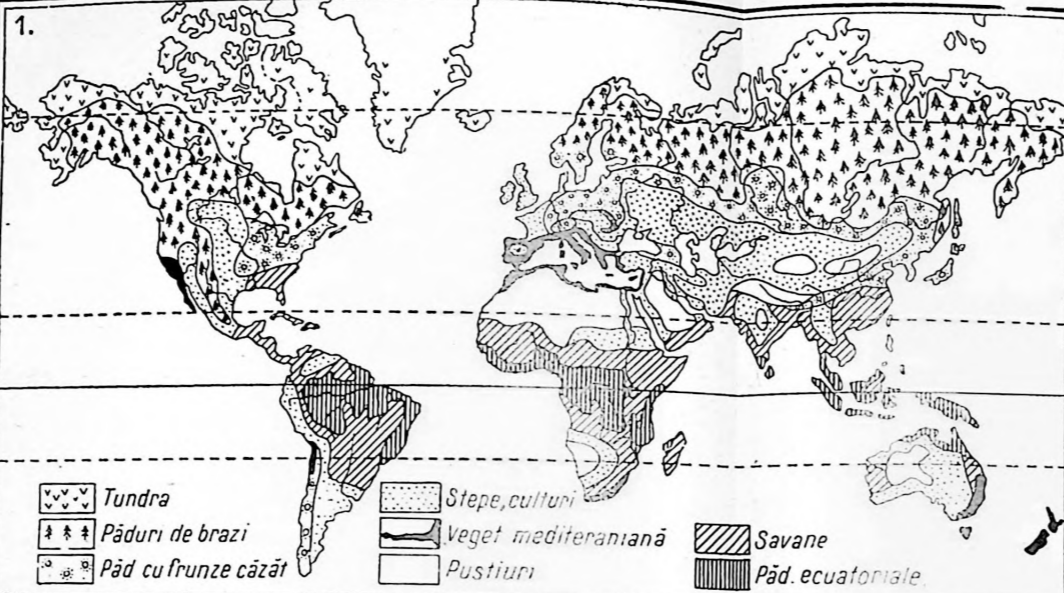 1.
Tundra
Păduri de brazi
Păd cu frunze căzăt
Stepe, culturi
Veget mediteraniană
Pustiuri
Savane
Păd. ecuatoriale